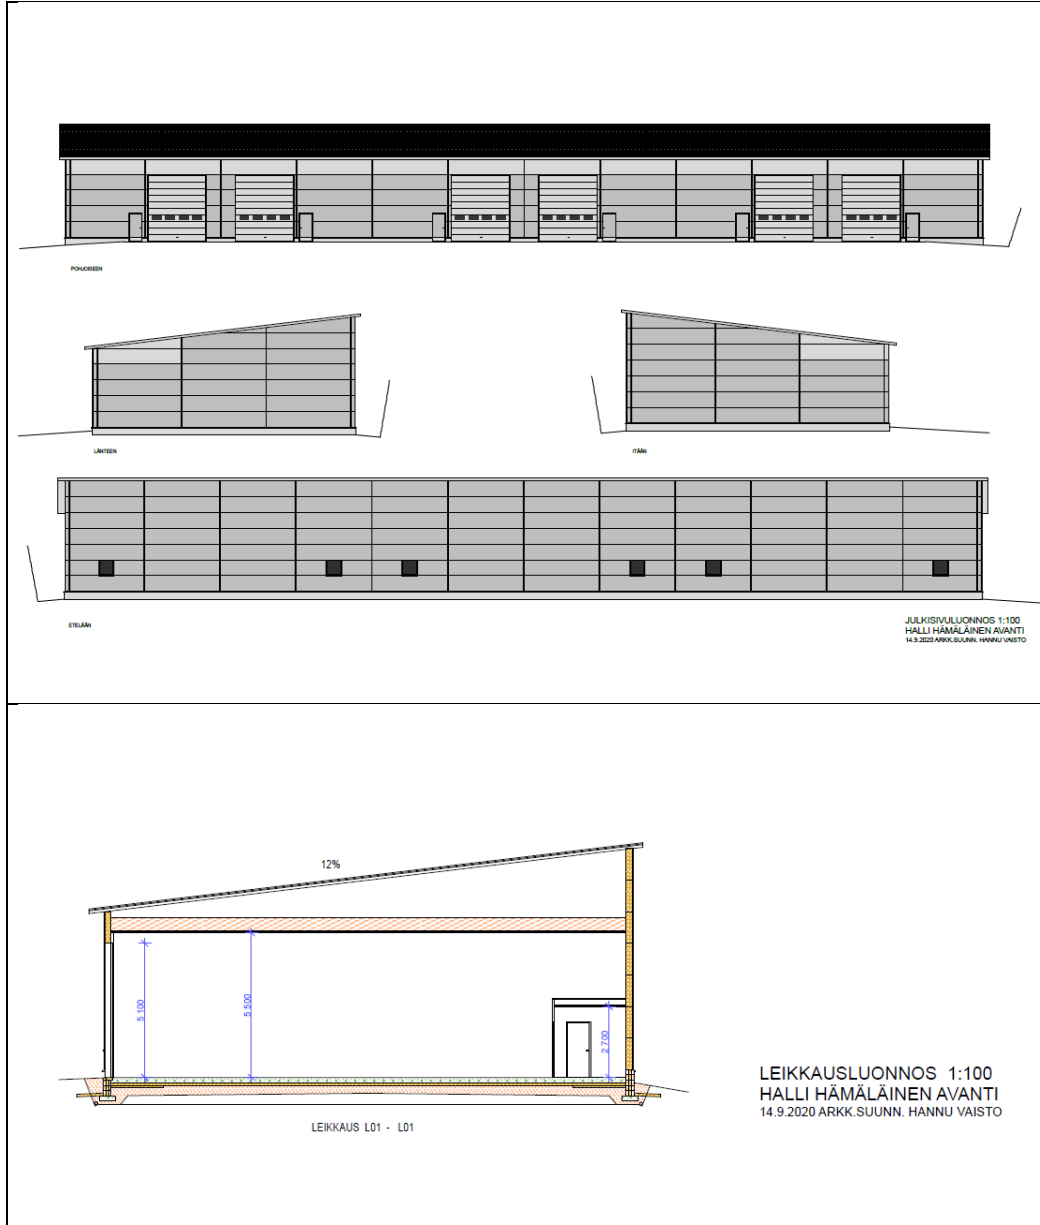 POHJOISEEN
LÄNTEEN
ITÄÄN
ETELÄÄN
JULKISIVULUONNOS 1:100
HALLI HÄMÄLÄINEN AVANTI
14.9.2020 ARKK.SUUNN. HANNU VAISTO
12%
5 100
5 500
2 700
LEIKKAUS L01 - L01
LEIKKAUSLUONNOS 1:100
HALLI HÄMÄLÄINEN AVANTI
14.9.2020 ARKK.SUUNN. HANNU VAISTO